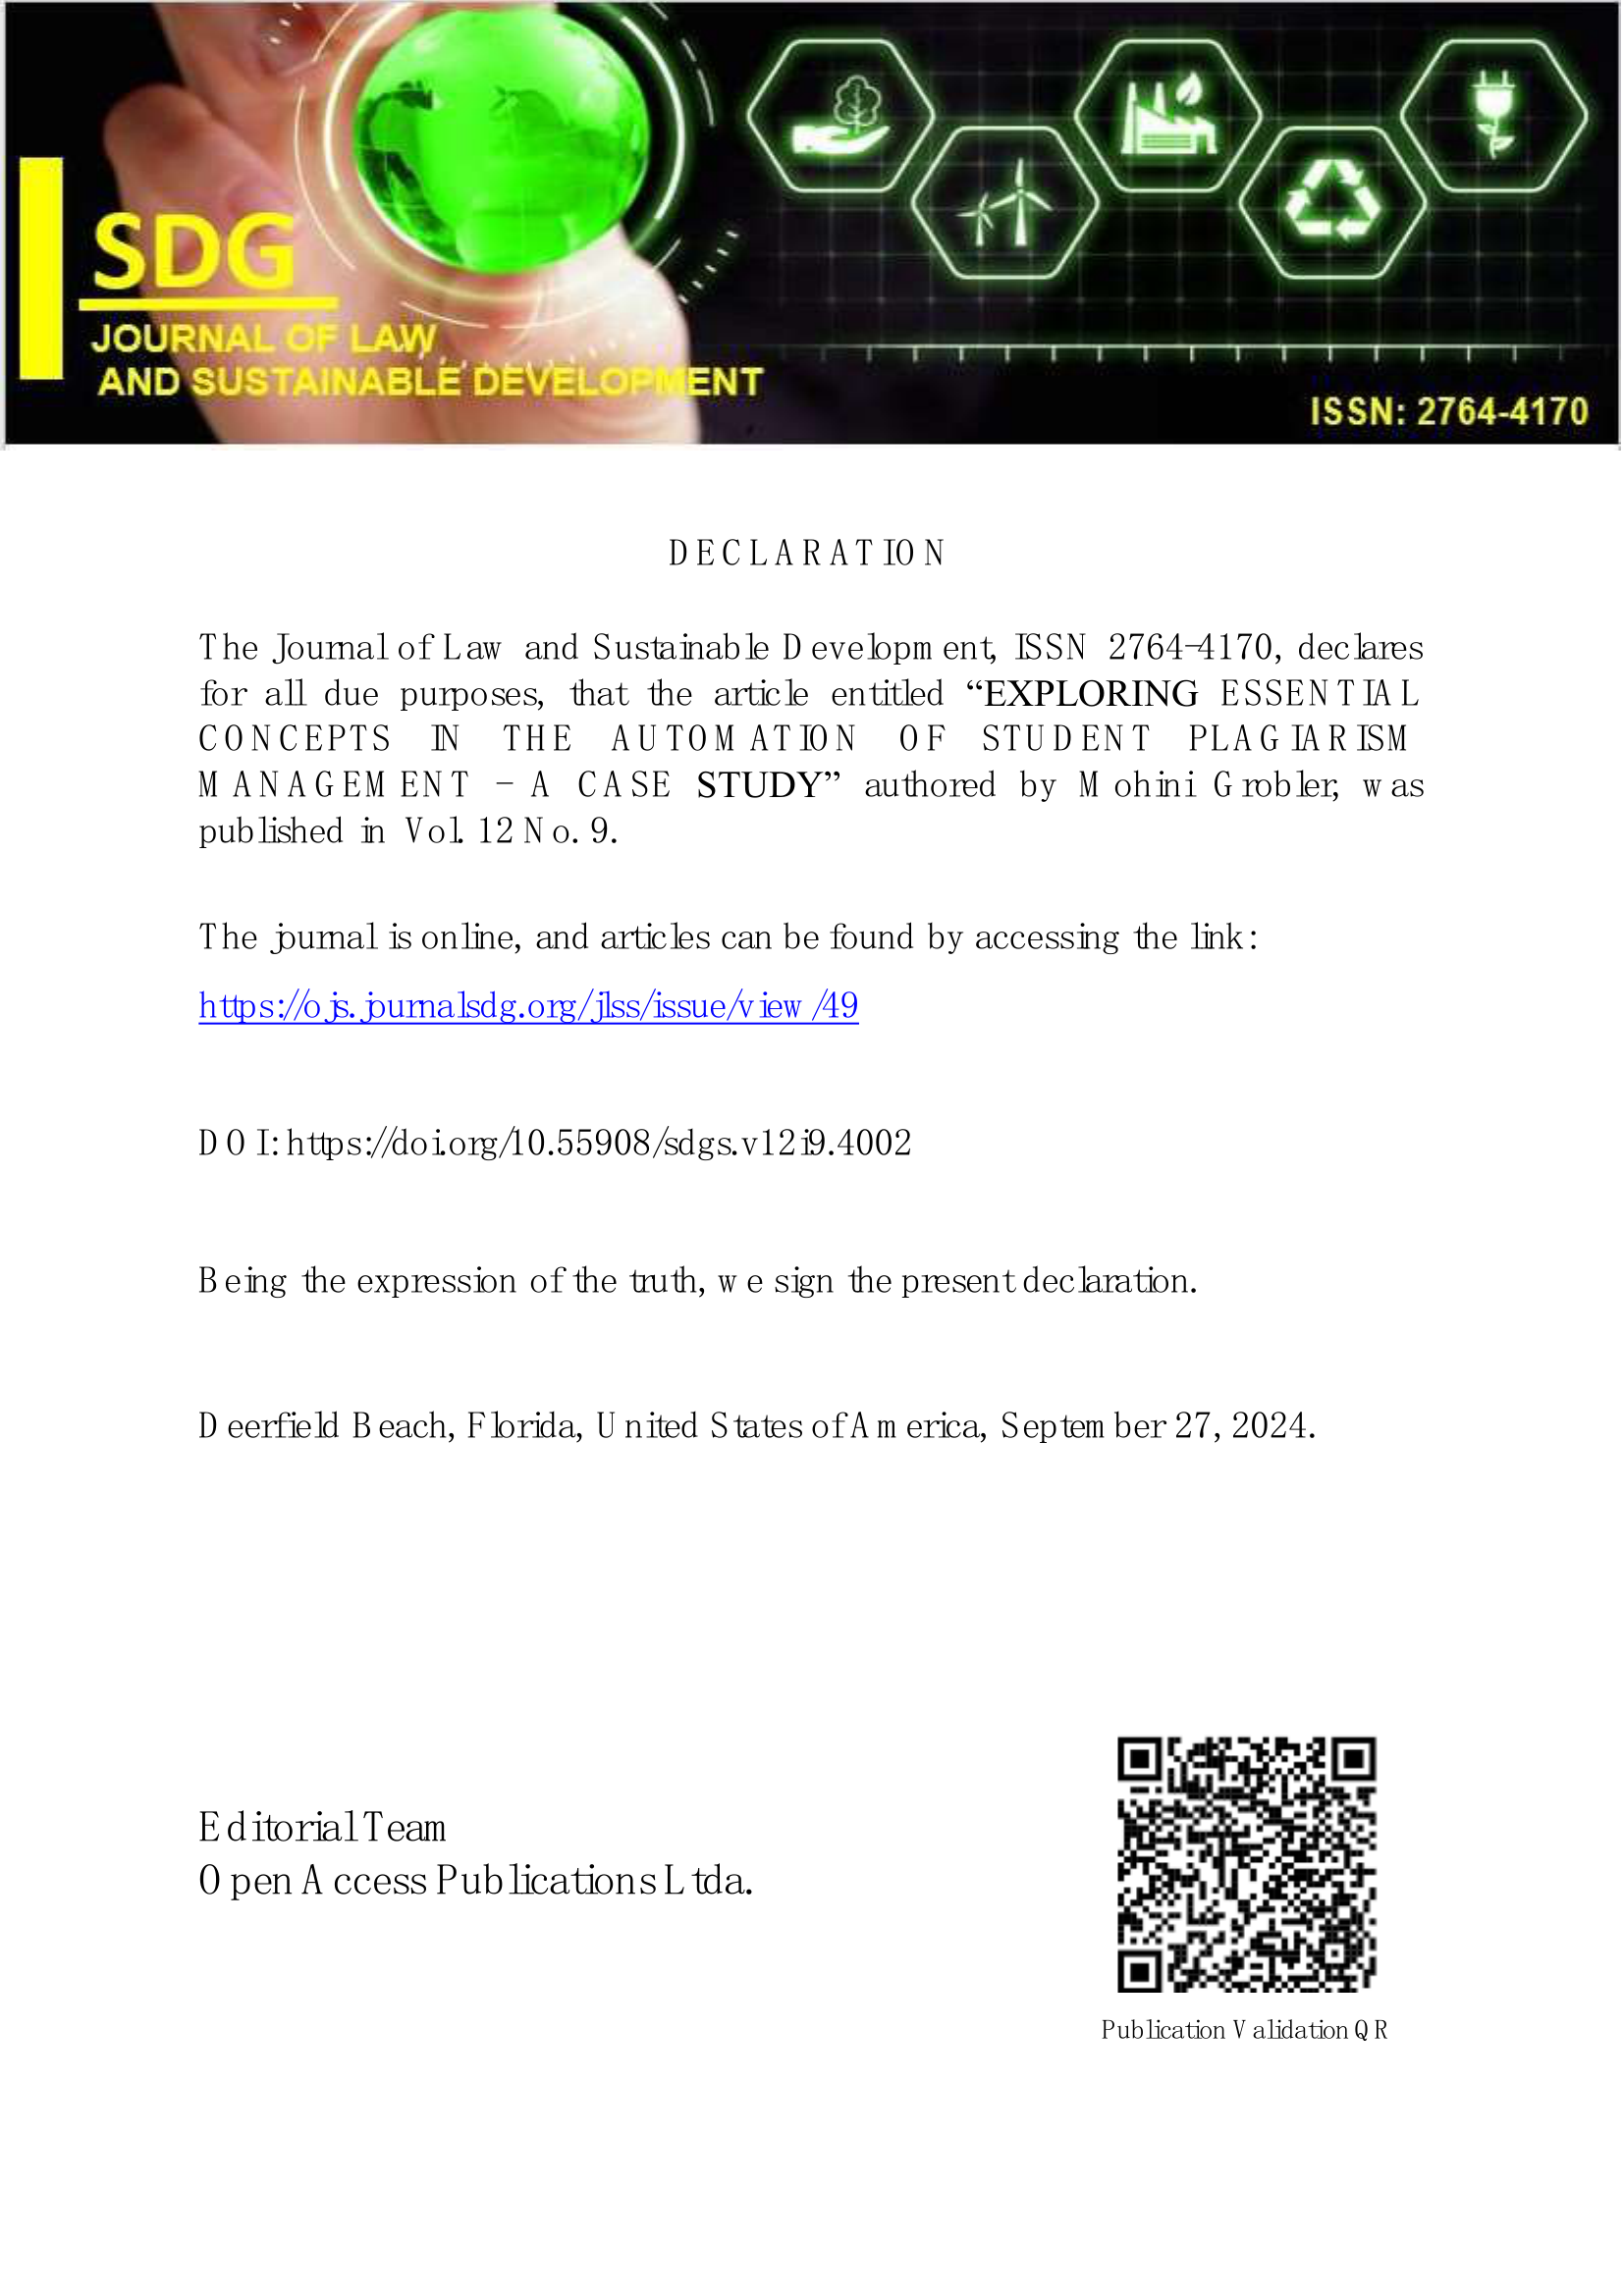 SDG
JOURNAL OF LAW
AND SUSTAINABLE DEVELOPMENT
ISSN: 2764-4170
DECLARATION
The Journal of Law and Sustainable Development, ISSN 2764-4170, declares
for all due purposes, that the article entitled “EXPLORING ESSENTIAL
CONCEPTS IN THE AUTOMATION OF STUDENT PLAGIARISM
MANAGEMENT – A CASE STUDY” authored by Mohini Grobler, was
published in Vol. 12 No. 9.
The journal is online, and articles can be found by accessing the link:
https://ojs.journalsdg.org/jlss/issue/view/49
DOI: https://doi.org/10.55908/sdgs.v12i9.4002
Being the expression of the truth, we sign the present declaration.
Deerfield Beach, Florida, United States of America, September 27, 2024.
Editorial Team
Open Access Publications Ltda.
Publication Validation QR